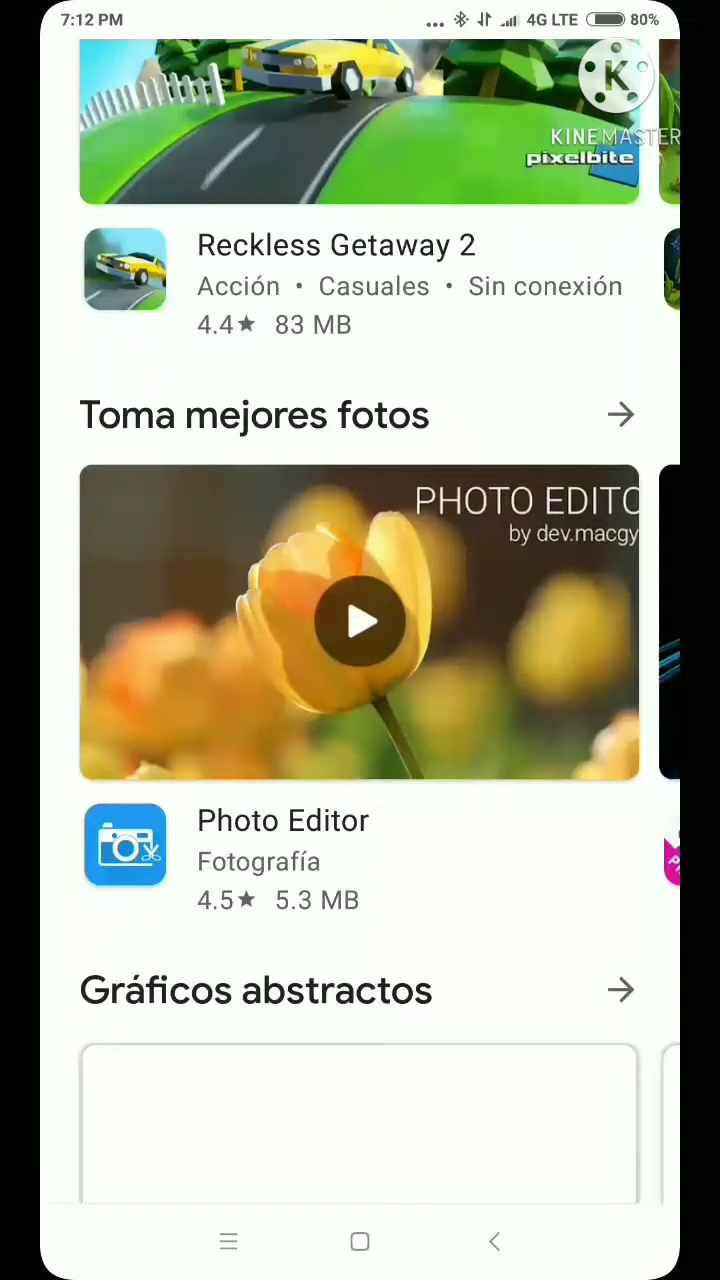 7:12 PM
4G LTE
80%
K
KINEMASTER
pixelbite
Reckless Getaway 2
Acción • Casuales • Sin conexión
4.4★ 83 MB
Toma mejores fotos
PHOTO EDITO
by dev.macgy
Photo Editor
Fotografía
4.5★ 5.3 MB
Gráficos abstractos